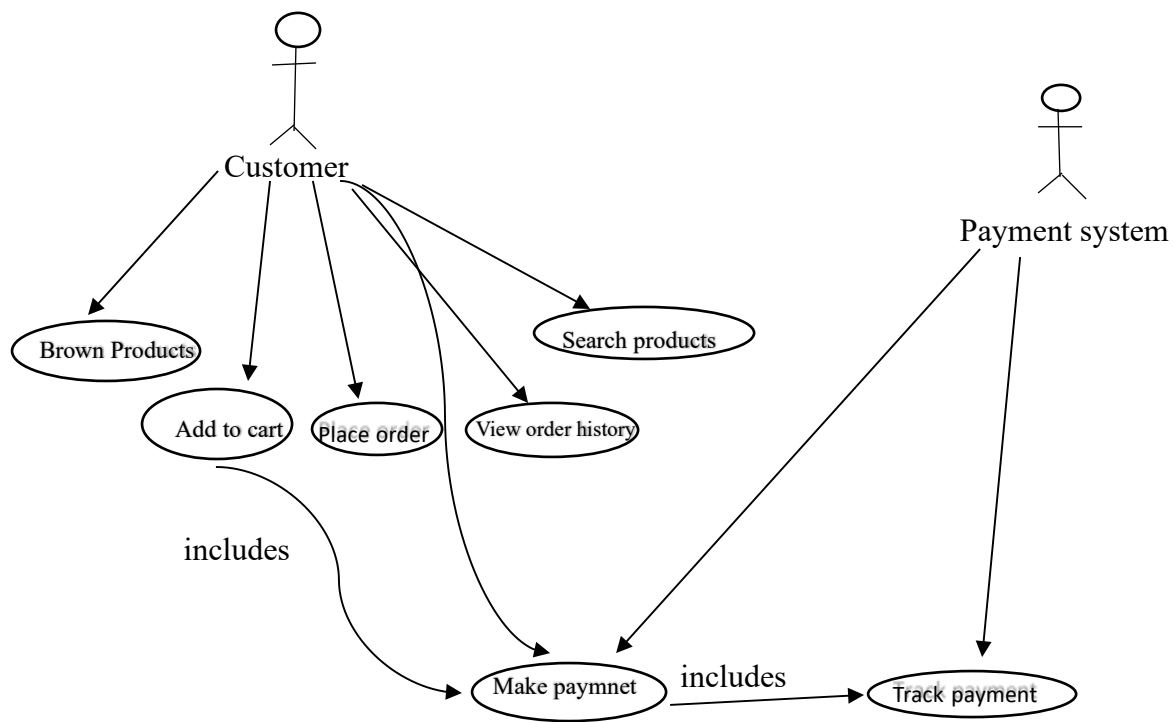 Customer
Payment system
Search products
Brown Products
Add to cart
Place order
View order history
includes
Make paymnet
includes
Track payment